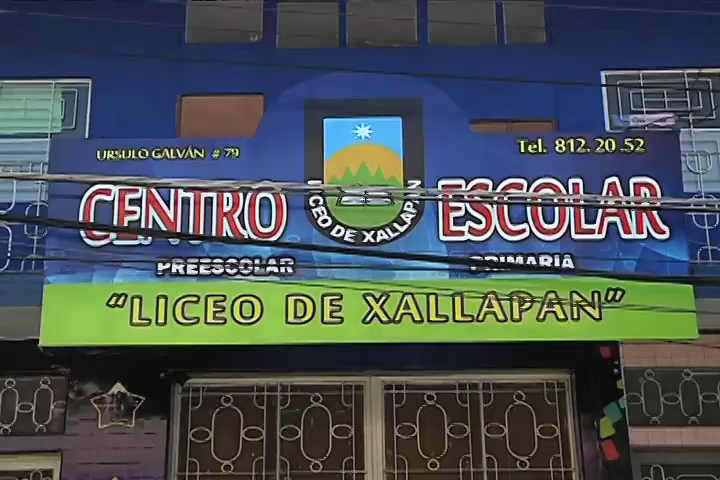 URSULO GALVÁN # 79
Tel. 812.20.52
CENTRO ESCOLAR
LICEO DE XALLAPAN
PREESCOLAR PRIMARIA
"LICEO DE XALLAPAN"